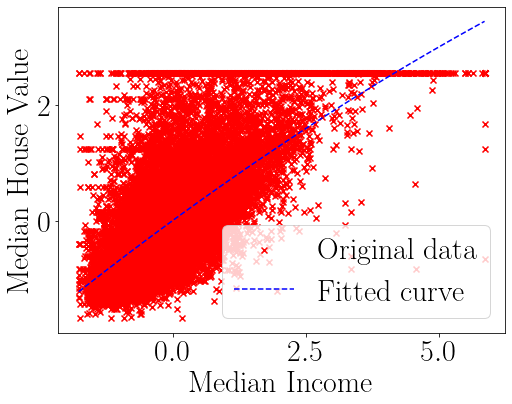 Median House Value
2
0
Original data
Fitted curve
0.0 2.5 5.0
Median Income